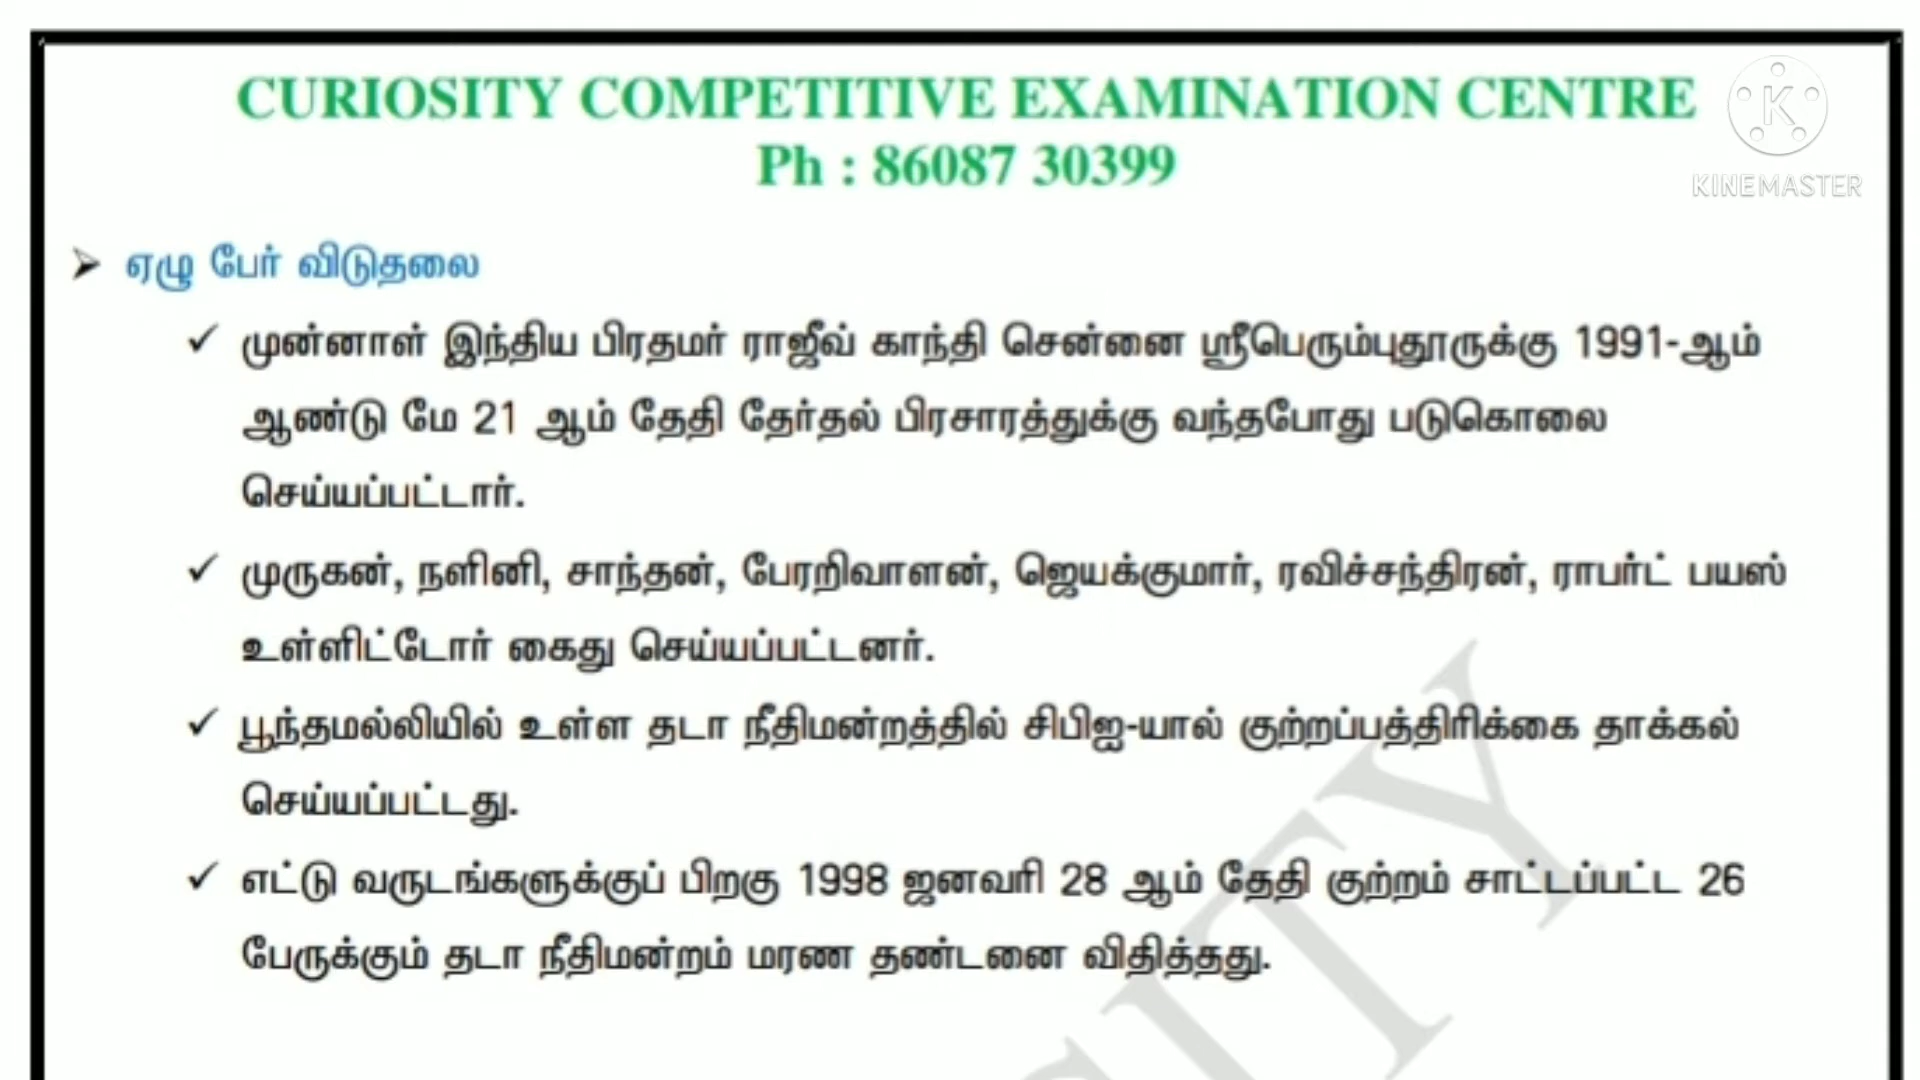 CURIOSITY COMPETITIVE EXAMINATION CENTRE
Ph : 86087 30399
KINEMASTER
➢ ஏழு பேர் விடுதலை
✓ முன்னாள் இந்திய பிரதமர் ராஜீவ் காந்தி சென்னை ஸ்ரீபெரும்புதூருக்கு 1991-ஆம்
ஆண்டு மே 21 ஆம் தேதி தேர்தல் பிரசாரத்துக்கு வந்தபோது படுகொலை
செய்யப்பட்டார்.
✓ முருகன், நளினி, சாந்தன், பேரறிவாளன், ஜெயக்குமார், ரவிச்சந்திரன், ராபர்ட் பயஸ்
உள்ளிட்டோர் கைது செய்யப்பட்டனர்.
✓ பூந்தமல்லியில் உள்ள தடா நீதிமன்றத்தில் சிபிஐ-யால் குற்றப்பத்திரிக்கை தாக்கல்
செய்யப்பட்டது.
✓ எட்டு வருடங்களுக்குப் பிறகு 1998 ஜனவரி 28 ஆம் தேதி குற்றம் சாட்டப்பட்ட 26
பேருக்கும் தடா நீதிமன்றம் மரண தண்டனை விதித்தது.
SITY